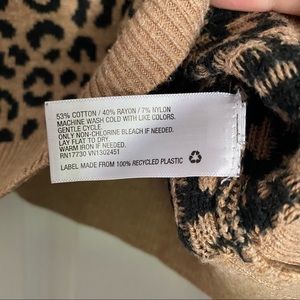 53% COTTON / 40% RAYON / 7% NYLON
MACHINE WASH COLD WITH LIKE COLORS.
GENTLE CYCLE.
ONLY NON-CHLORINE BLEACH IF NEEDED.
LAY FLAT TO DRY.
WARM IRON IF NEEDED.
RN17730 VN1302451
LABEL MADE FROM 100% RECYCLED PLASTIC